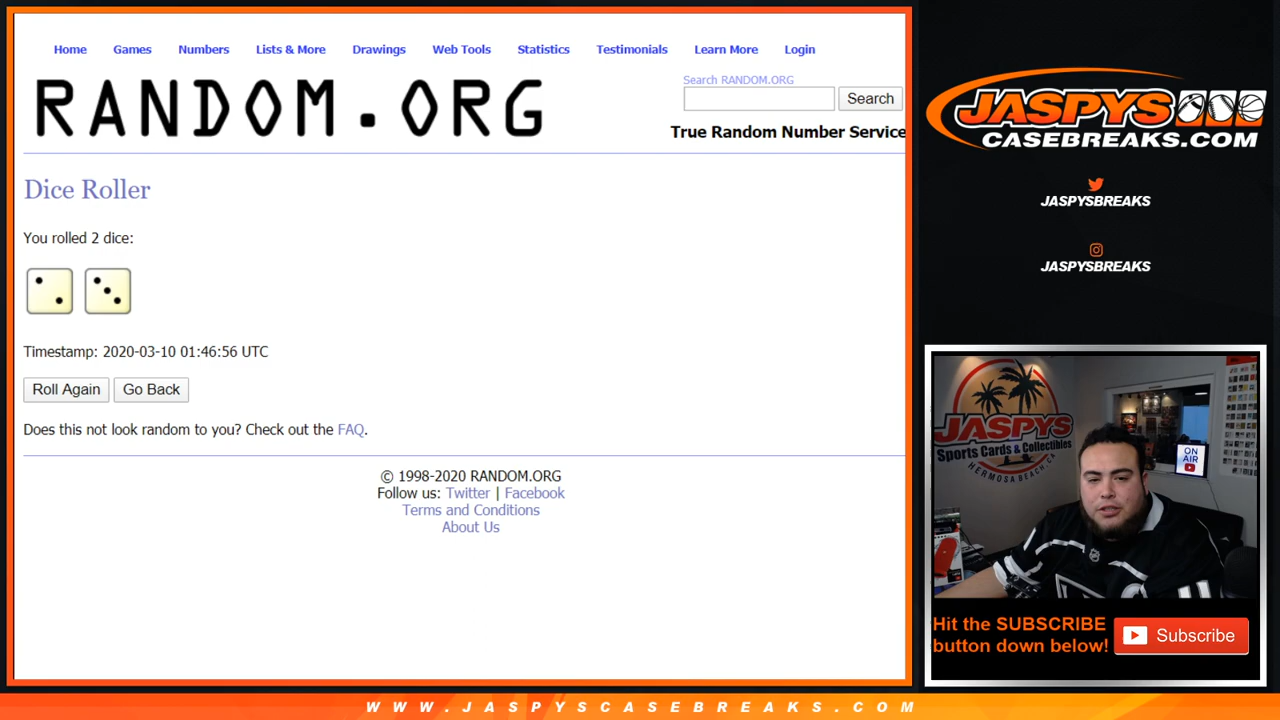 Home Games Numbers Lists & More Drawings Web Tools Statistics Testimonials Learn More Login
RANDOM.ORG
Search RANDOM.ORG
Search
True Random Number Service
Dice Roller
You rolled 2 dice:
Timestamp: 2020-03-10 01:46:56 UTC
Roll Again Go Back
Does this not look random to you? Check out the FAQ.
© 1998-2020 RANDOM.ORG
Follow us: Twitter | Facebook
Terms and Conditions
About Us
JASPYS
CASEBREAKS.COM
JASPYSBREAKS
JASPYSBREAKS
JASPYS
Sports Cards & Collectibles
HERMOSA BEACH, CA
ON
AIR
11
Hit the SUBSCRIBE
button down below!
Subscribe
WWW.JASPYSCASEBREAKS.COM